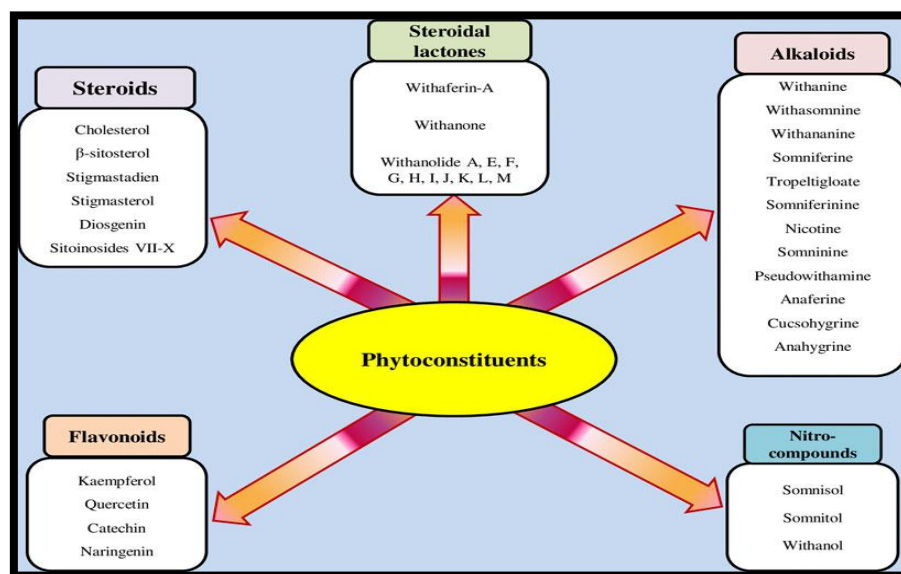 Steroidal
lactones
Withaferin-A
Withanone
Withanolide A, E, F,
G, H, I, J, K, L, M
Steroids
Cholesterol
β-sitosterol
Stigmastadien
Stigmasterol
Diosgenin
Sitoinosides VII-X
Alkaloids
Withanine
Withasomnine
Withananine
Somniferine
Tropeltigloate
Somniferinine
Nicotine
Somninine
Pseudowithamine
Anaferine
Cucsohygrine
Anahygrine
Phytoconstituents
Flavonoids
Kaempferol
Quercetin
Catechin
Naringenin
Nitro-
compounds
Somnisol
Somnitol
Withanol